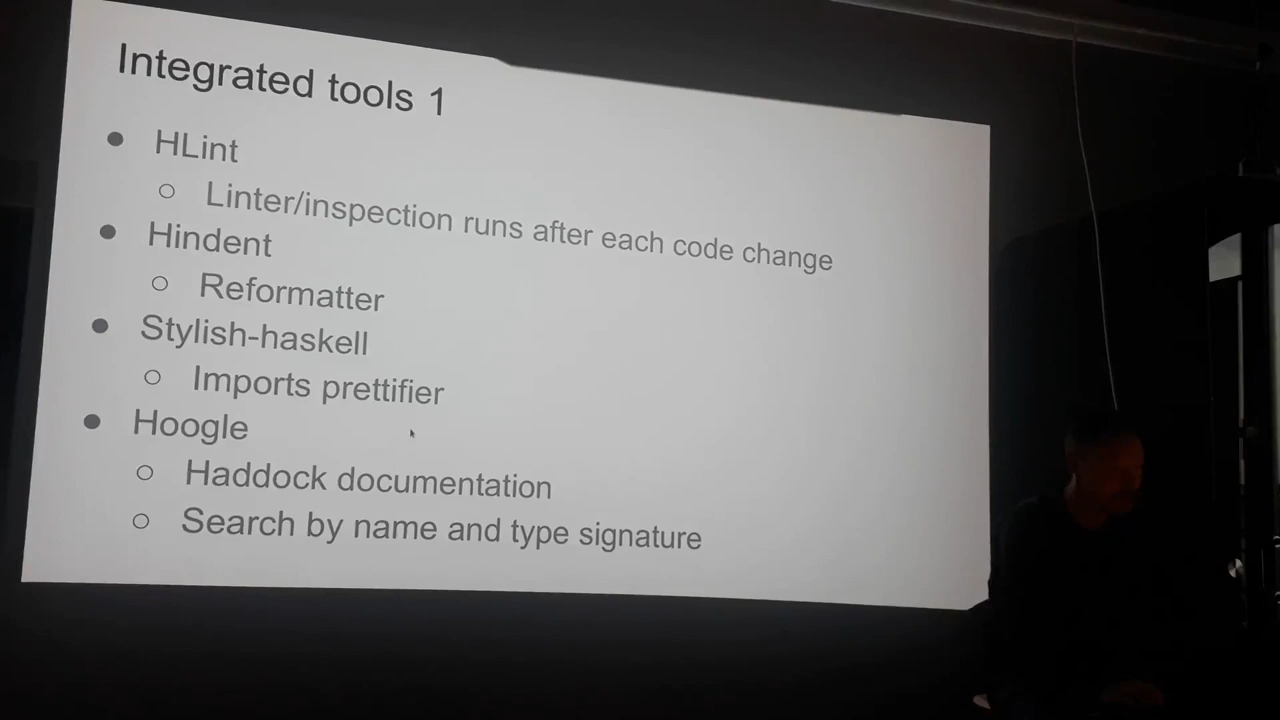 Integrated tools 1
● HLint
○ Linter/inspection runs after each code change
● Hindent
○ Reformatter
● Stylish-haskell
○ Imports prettifier
● Hoogle
○ Haddock documentation
○ Search by name and type signature